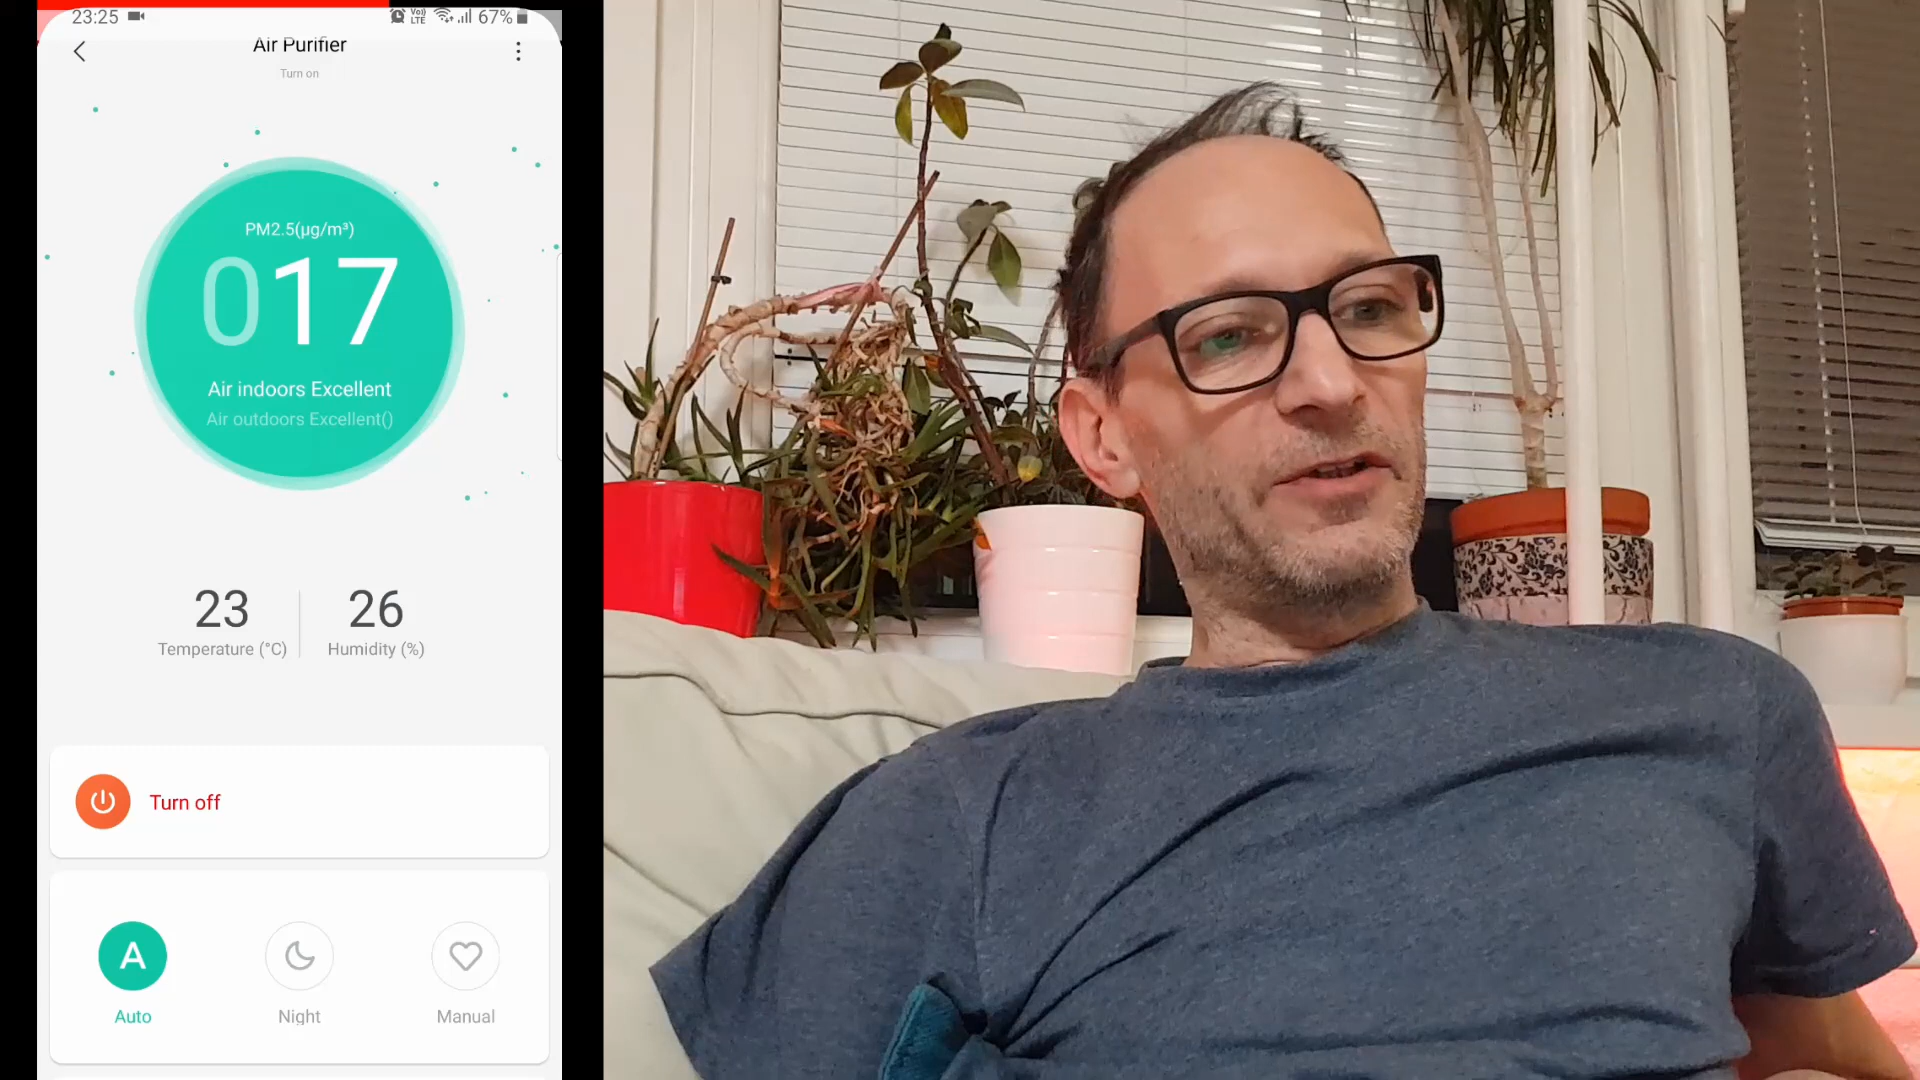 23:25 67%
Air Purifier
Turn on
PM2.5(µg/m³)
017
Air indoors Excellent
Air outdoors Excellent()
23 26
Temperature (°C) Humidity (%)
Turn off
A
Auto Night Manual